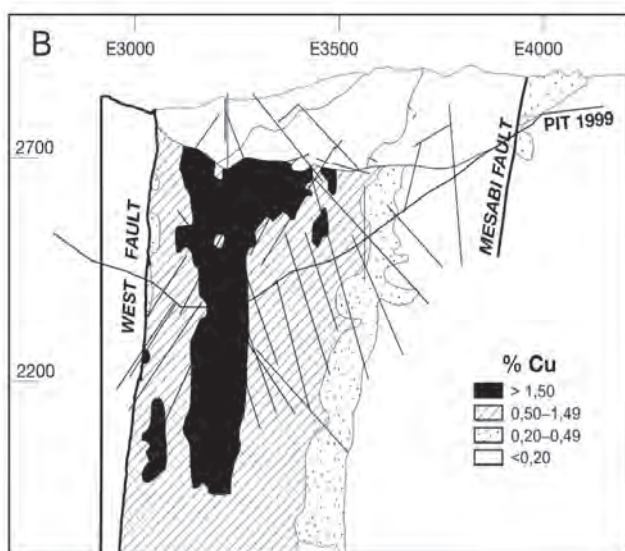 B
E3000 E3500 E4000
2700
2200
WEST FAULT
MESABI FAULT
PIT 1999
% Cu
> 1,50
0,50–1,49
0,20–0,49
<0,20